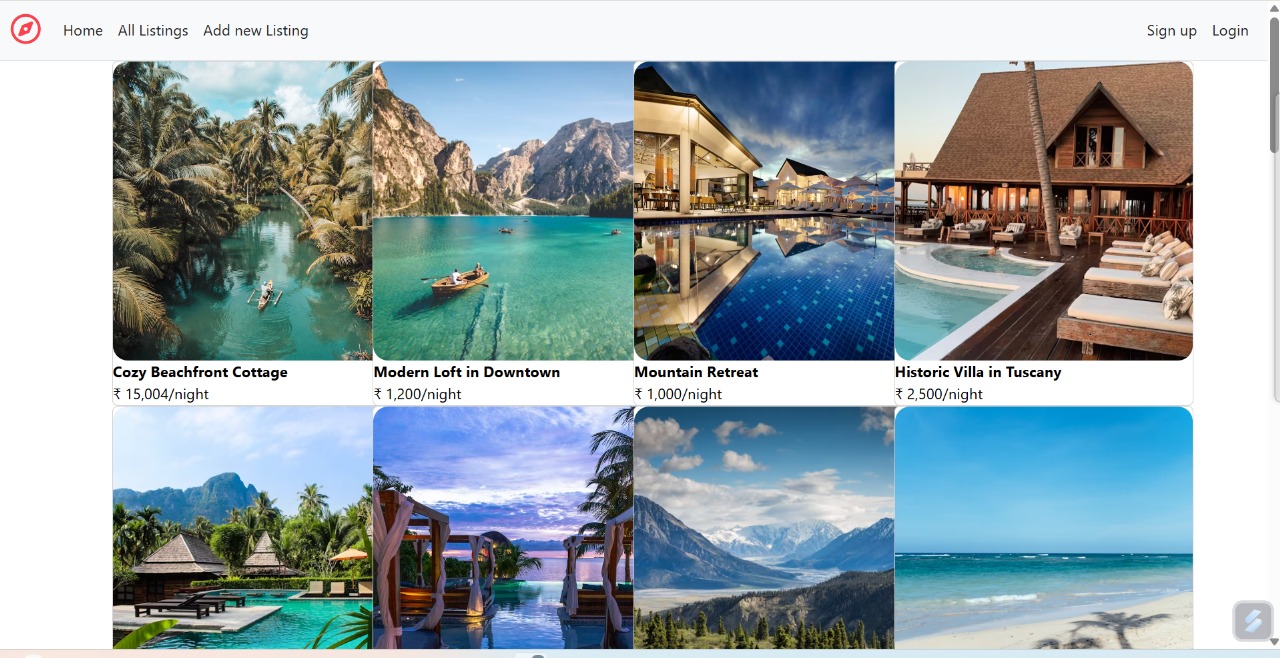 Home All Listings Add new Listing Sign up Login
Cozy Beachfront Cottage Modern Loft in Downtown Mountain Retreat Historic Villa in Tuscany
₹ 15,004/night ₹ 1,200/night ₹ 1,000/night ₹ 2,500/night